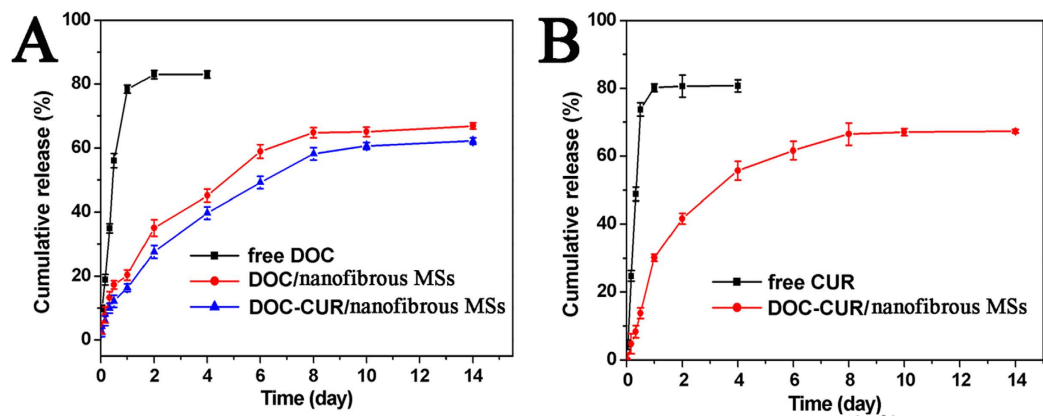 A
Cumulative release (%)
100
80
60
40
20
0
free DOC
DOC/nanofibrous MSs
DOC-CUR/nanofibrous MSs
0 2 4 6 8 10 12 14
Time (day)
B
Cumulative release (%)
100
80
60
40
20
0
free CUR
DOC-CUR/nanofibrous MSs
0 2 4 6 8 10 12 14
Time (day)